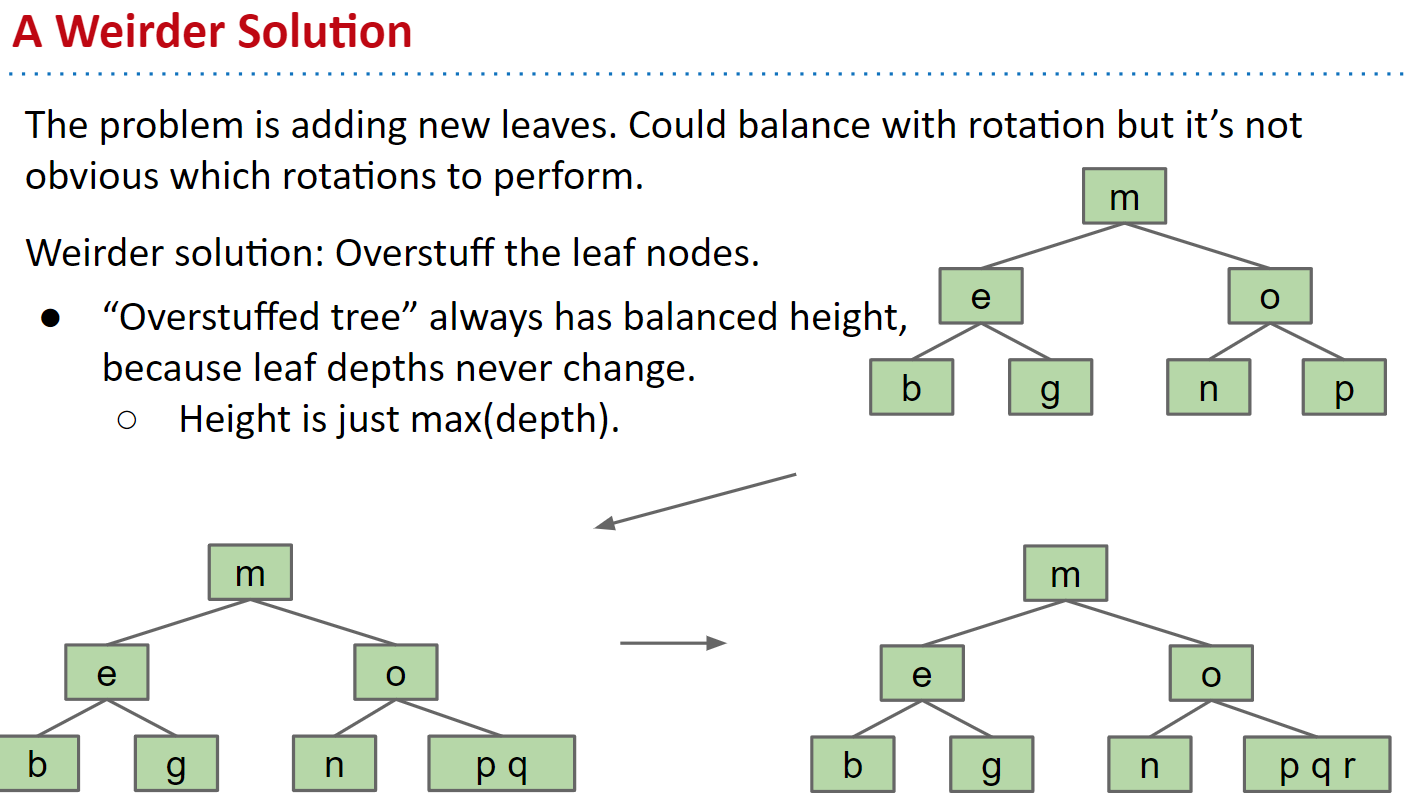 A Weirder Solution
The problem is adding new leaves. Could balance with rotation but it’s not
obvious which rotations to perform.
Weirder solution: Overstuff the leaf nodes.
● “Overstuffed tree” always has balanced height,
because leaf depths never change.
○ Height is just max(depth).
m
e o
b g n p
m
e o
b g n p q
m
e o
b g n p q r